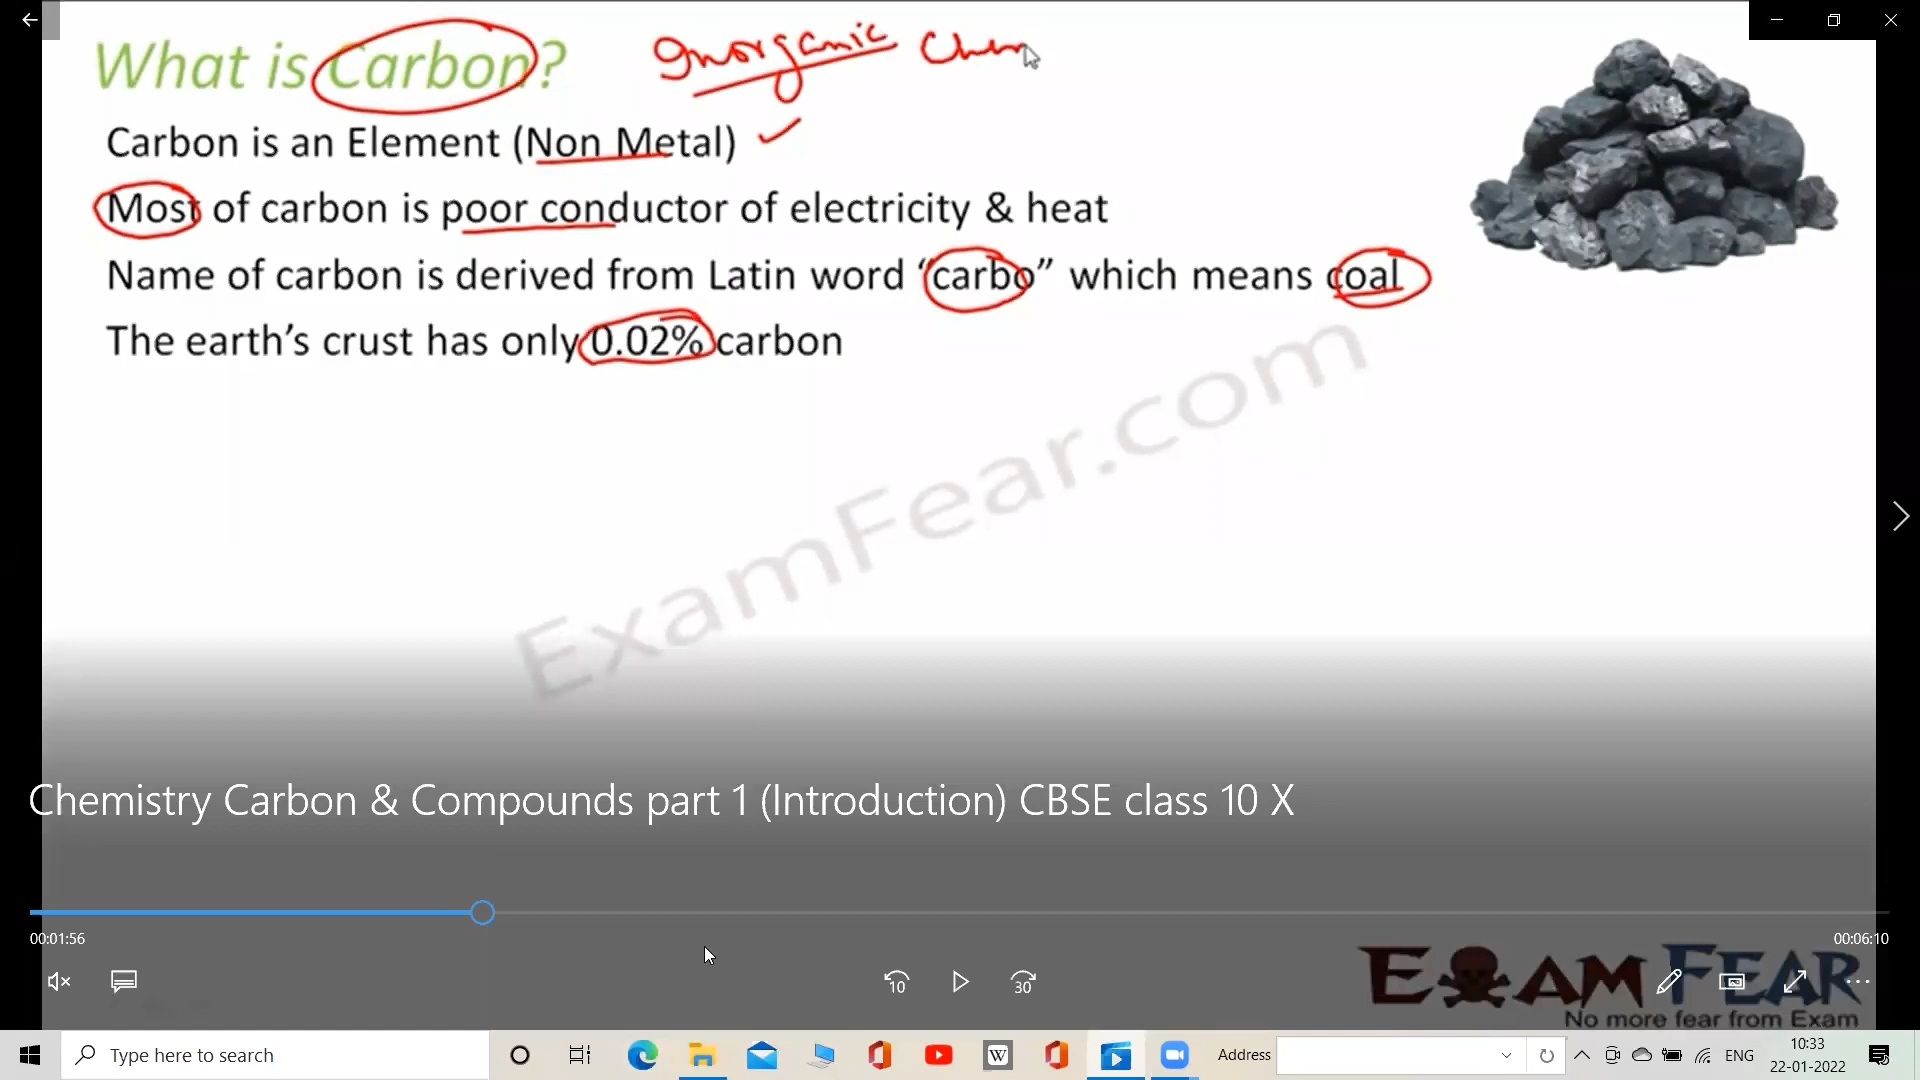 What is Carbon? Inorganic Chem
Carbon is an Element (Non Metal)
Most of carbon is poor conductor of electricity & heat
Name of carbon is derived from Latin word “carbo” which means coal
The earth’s crust has only 0.02% carbon
ExamFear.com
Chemistry Carbon & Compounds part 1 (Introduction) CBSE class 10 X
00:01:56
00:06:10
10
30
EXAMFEAR
No more fear from Exam
Type here to search
W
Address
ENG
10:33
22-01-2022